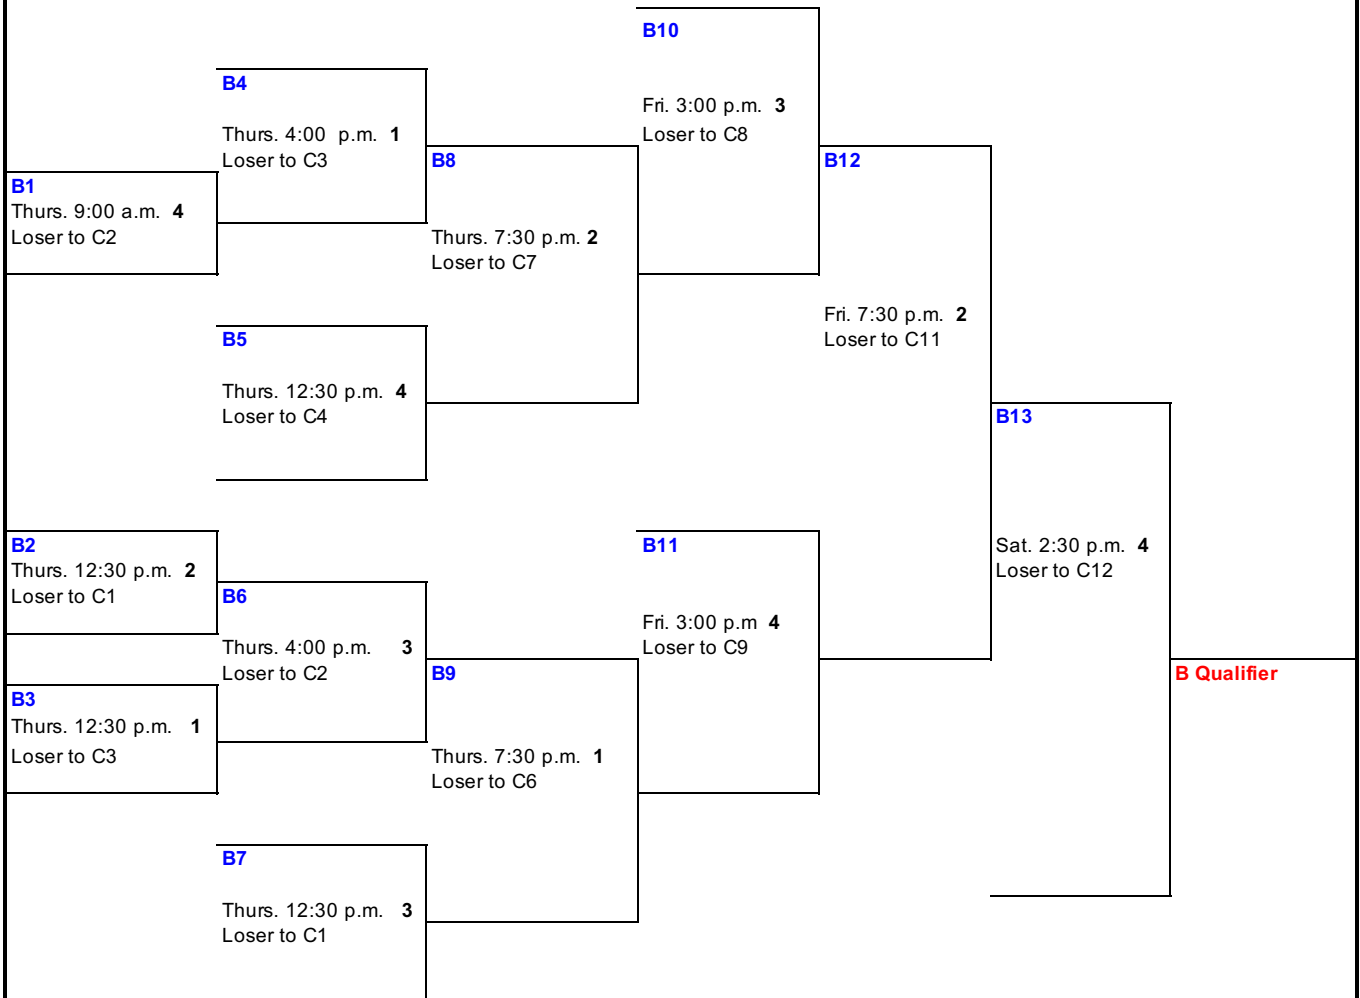 B1
Thurs. 9:00 a.m. 4
Loser to C2
B2
Thurs. 12:30 p.m. 2
Loser to C1
B3
Thurs. 12:30 p.m. 1
Loser to C3
B4
Thurs. 4:00 p.m. 1
Loser to C3
B5
Thurs. 12:30 p.m. 4
Loser to C4
B6
Thurs. 4:00 p.m. 3
Loser to C2
B7
Thurs. 12:30 p.m. 3
Loser to C1
B8
Thurs. 7:30 p.m. 2
Loser to C7
B9
Thurs. 7:30 p.m. 1
Loser to C6
B10
Fri. 3:00 p.m. 3
Loser to C8
B11
Fri. 3:00 p.m 4
Loser to C9
B12
Fri. 7:30 p.m. 2
Loser to C11
B13
Sat. 2:30 p.m. 4
Loser to C12
B Qualifier